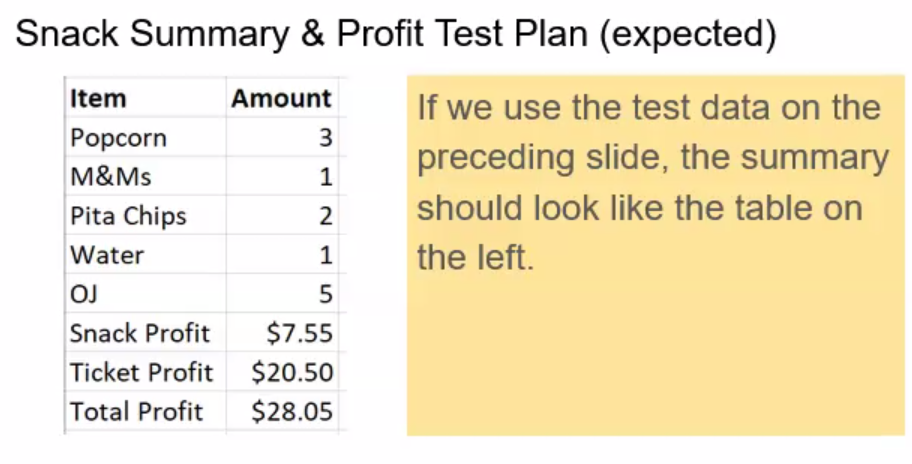 Snack Summary & Profit Test Plan (expected)
Item Amount
Popcorn 3
M&Ms 1
Pita Chips 2
Water 1
OJ 5
Snack Profit $7.55
Ticket Profit $20.50
Total Profit $28.05
If we use the test data on the
preceding slide, the summary
should look like the table on
the left.